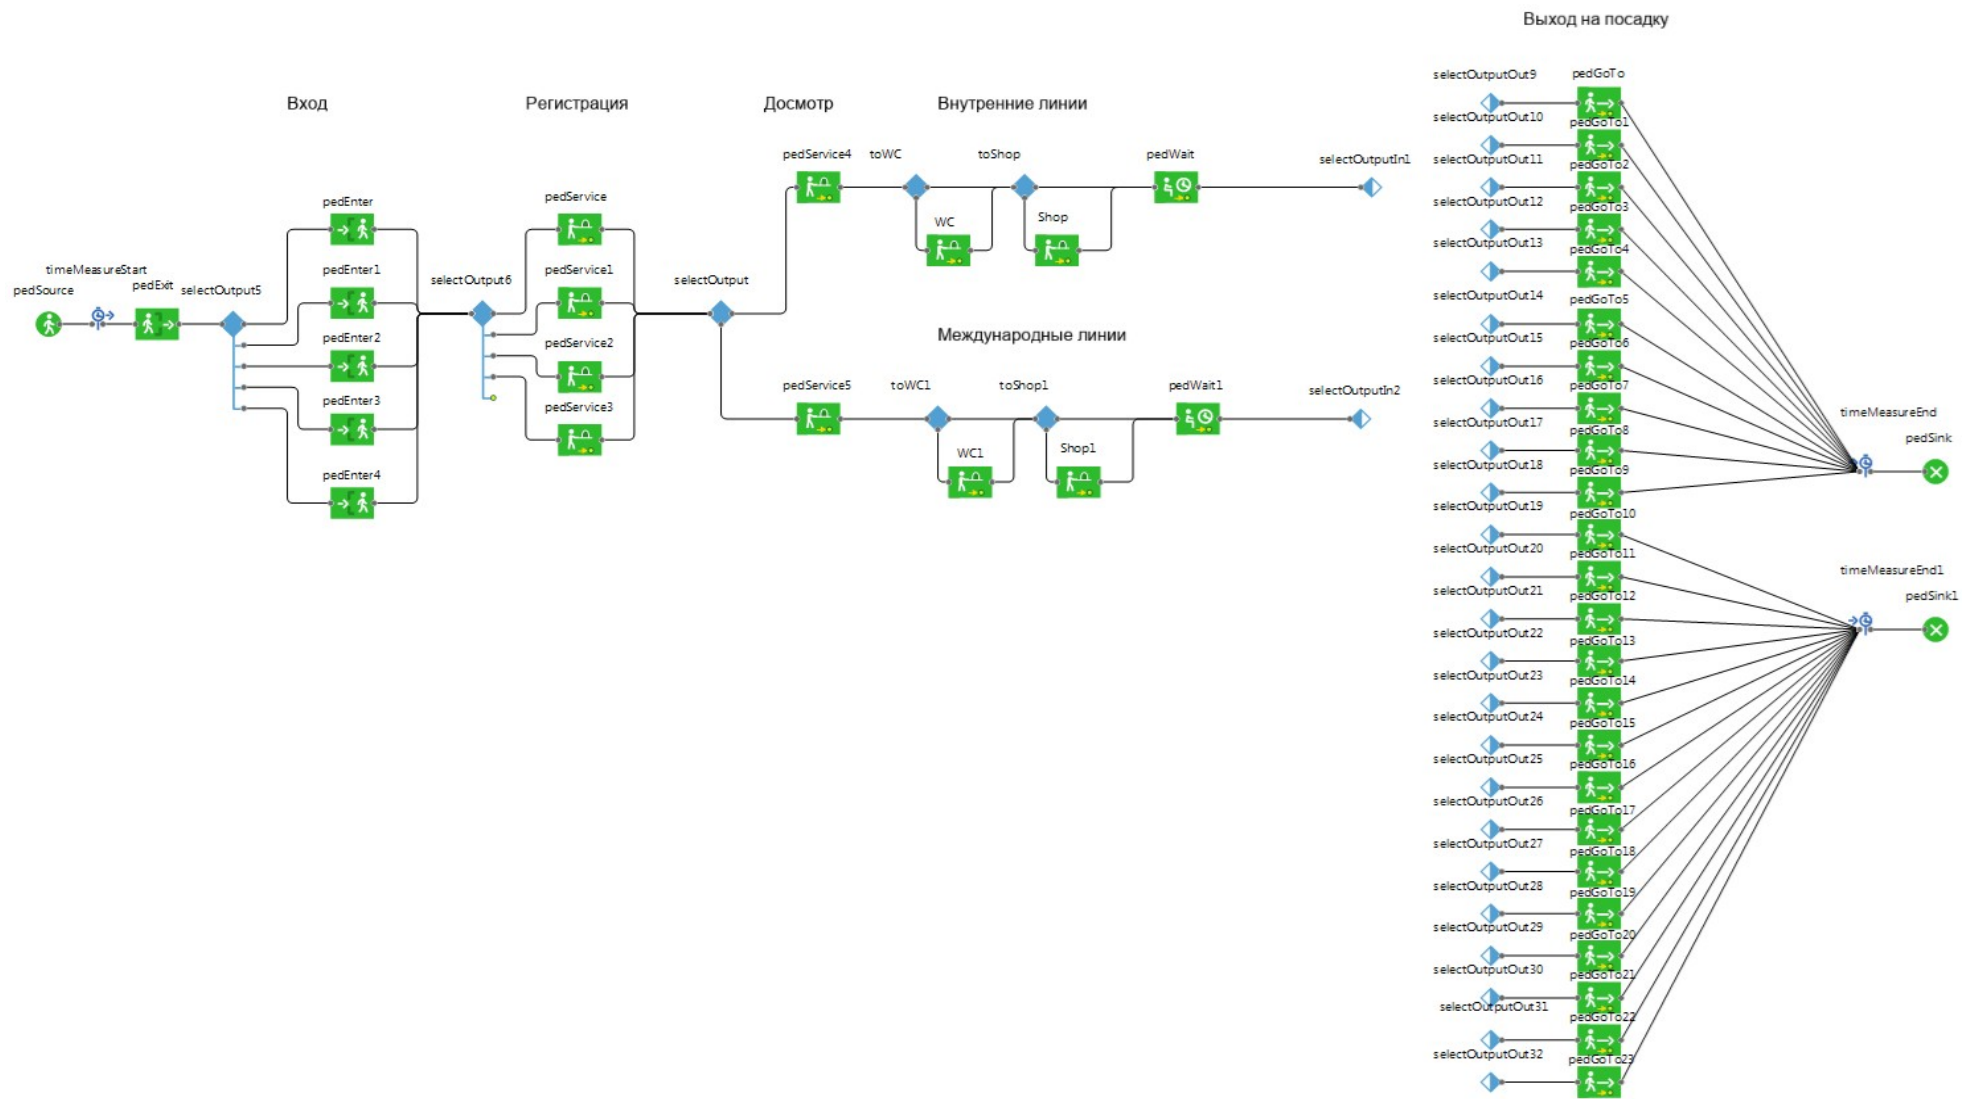 Выход на посадку
Вход
Регистрация
Досмотр
Внутренние линии
pedSource
timeMeasureStart
pedExit
selectOutput5
pedEnter
pedEnter1
pedEnter2
pedEnter3
pedEnter4
selectOutput6
pedService
pedService1
pedService2
pedService3
selectOutput
pedService4
toWC
WC
toShop
Shop
pedWait
selectOutputIn1
Международные линии
pedService5
toWC1
WC1
toShop1
Shop1
pedWait1
selectOutputIn2
selectOutputOut9
pedGoTo
selectOutputOut10
pedGoTo1
selectOutputOut11
pedGoTo2
selectOutputOut12
pedGoTo3
selectOutputOut13
pedGoTo4
selectOutputOut14
pedGoTo5
selectOutputOut15
pedGoTo6
selectOutputOut16
pedGoTo7
selectOutputOut17
pedGoTo8
selectOutputOut18
pedGoTo9
selectOutputOut19
pedGoTo10
selectOutputOut20
pedGoTo11
selectOutputOut21
pedGoTo12
selectOutputOut22
pedGoTo13
selectOutputOut23
pedGoTo14
selectOutputOut24
pedGoTo15
selectOutputOut25
pedGoTo16
selectOutputOut26
pedGoTo17
selectOutputOut27
pedGoTo18
selectOutputOut28
pedGoTo19
selectOutputOut29
pedGoTo20
selectOutputOut30
pedGoTo21
selectOutputOut31
pedGoTo22
selectOutputOut32
pedGoTo23
timeMeasureEnd
pedSink
timeMeasureEnd1
pedSink1